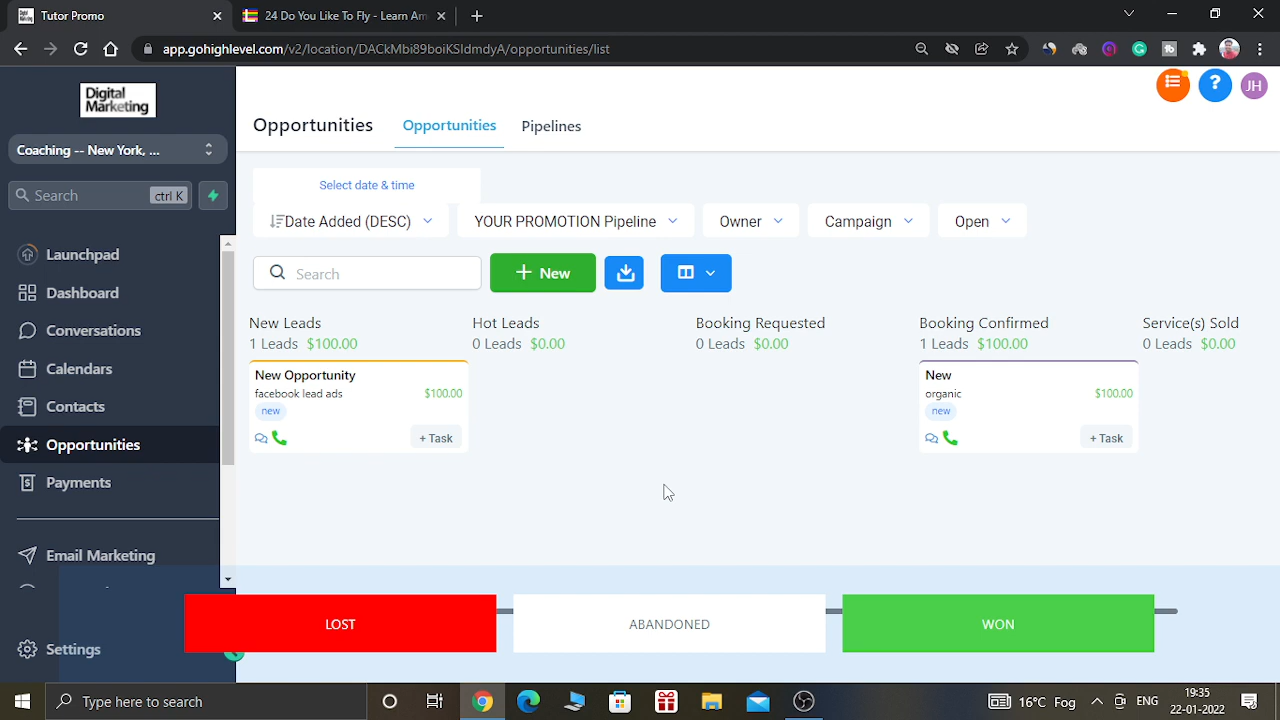 Tutor Promo
24 Do You Like To Fly - Learn Am
app.gohighlevel.com/v2/location/DACkMbi89boiKSldmdyA/opportunities/list
Digital
Marketing
JH
Opportunities
Opportunities
Pipelines
Coaching -- New York, ...
Search
ctrl K
Select date & time
Date Added (DESC)
YOUR PROMOTION Pipeline
Owner
Campaign
Open
Launchpad
Dashboard
Conversations
Calendars
Contacts
Opportunities
Payments
Email Marketing
Settings
Search
+ New
New Leads
1 Leads $100.00
Hot Leads
0 Leads $0.00
Booking Requested
0 Leads $0.00
Booking Confirmed
1 Leads $100.00
Service(s) Sold
0 Leads $0.00
New Opportunity
facebook lead ads $100.00
new
+ Task
New
organic $100.00
new
+ Task
LOST
ABANDONED
WON
Type here to search
16°C Fog
ENG
19:35
22-01-2022